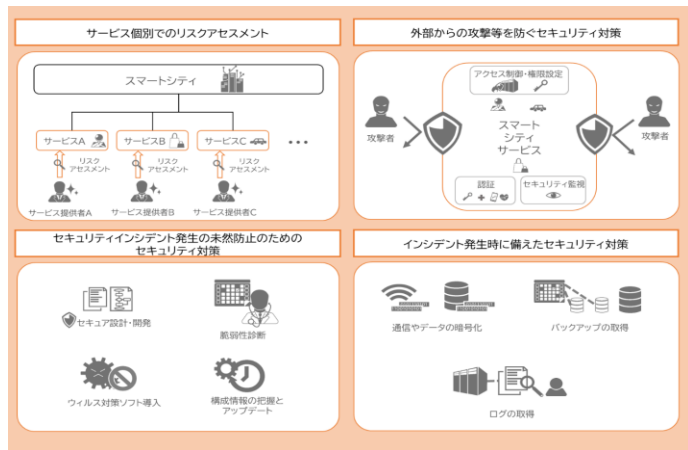 サービス個別でのリスクアセスメント
スマートシティ
サービスA
サービスB
サービスC
・・・
リスク
アセスメント
リスク
アセスメント
リスク
アセスメント
サービス提供者A
サービス提供者B
サービス提供者C
外部からの攻撃等を防ぐセキュリティ対策
アクセス制御・権限設定
攻撃者
スマート
シティ
サービス
攻撃者
認証
セキュリティ監視
セキュリティインシデント発生の未然防止のための
セキュリティ対策
セキュア設計・開発
脆弱性診断
ウィルス対策ソフト導入
構成情報の把握と
アップデート
インシデント発生時に備えたセキュリティ対策
通信やデータの暗号化
バックアップの取得
ログの取得